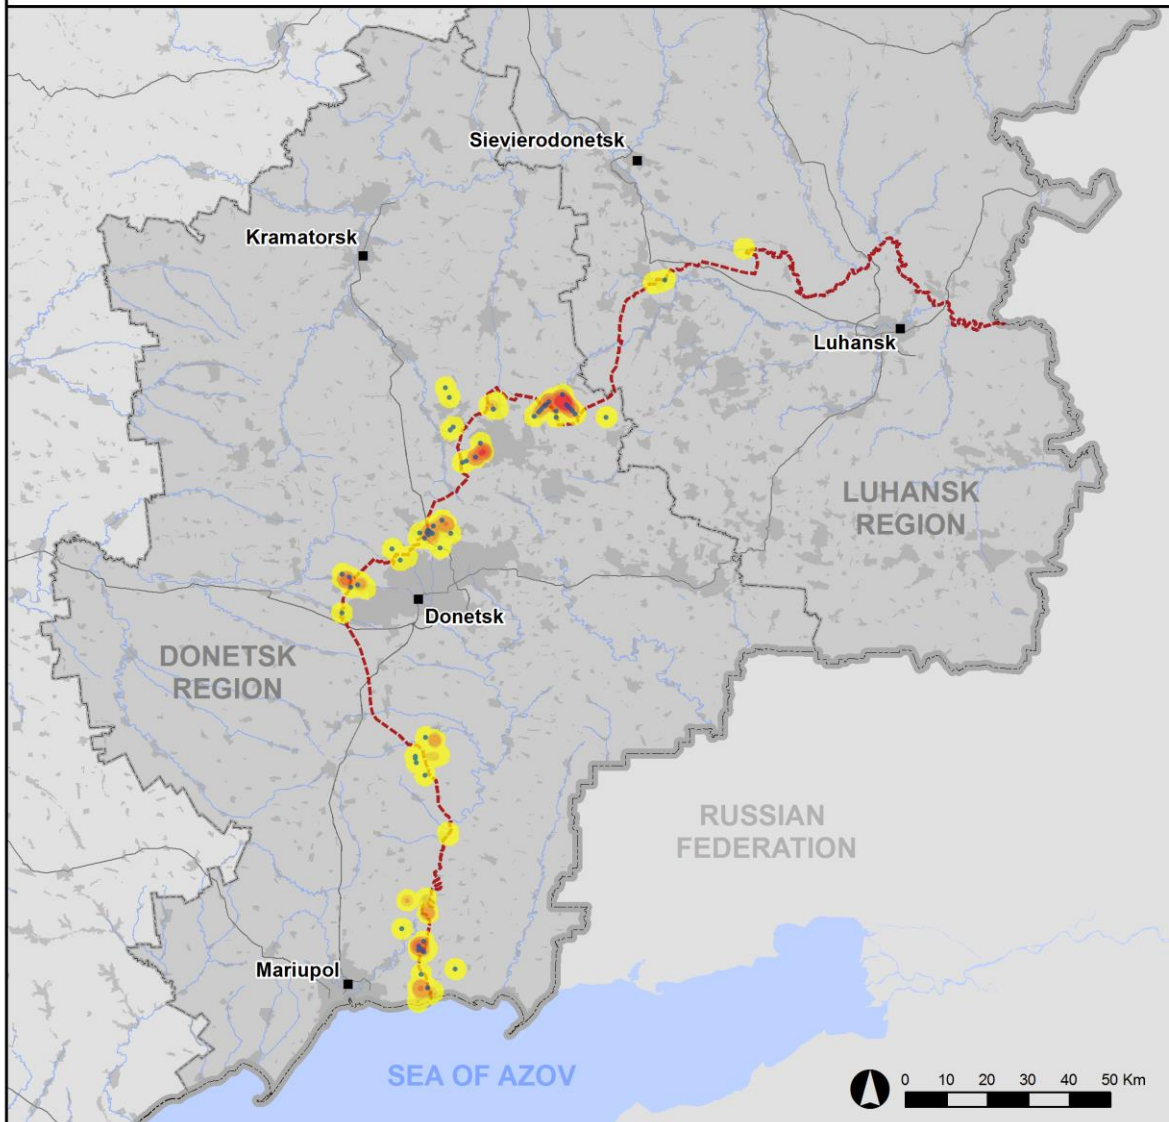 Sievierodonetsk
Kramatorsk
Luhansk
LUHANSK
REGION
Donetsk
DONETSK
REGION
RUSSIAN
FEDERATION
Mariupol
SEA OF AZOV
0 10 20 30 40 50 Km